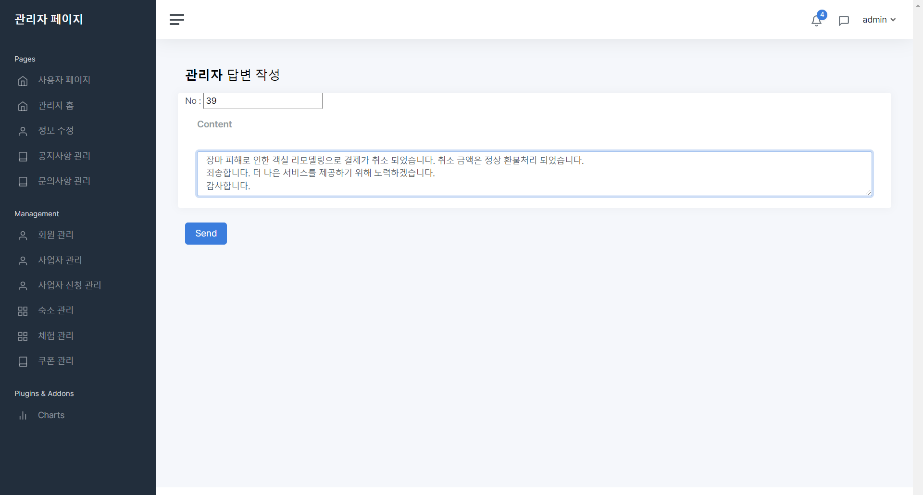 관리자 페이지
Pages
사용자 페이지
관리자 홈
정보 수정
공지사항 관리
문의사항 관리
Management
회원 관리
사업자 관리
사업자 신청 관리
숙소 관리
체험 관리
쿠폰 관리
Plugins & Addons
Charts
4
admin
관리자 답변 작성
No : 39
Content
장마 피해로 인한 객실 리모델링으로 결제가 취소 되었습니다. 취소 금액은 정상 환불처리 되었습니다.
죄송합니다. 더 나은 서비스를 제공하기 위해 노력하겠습니다.
감사합니다.
Send